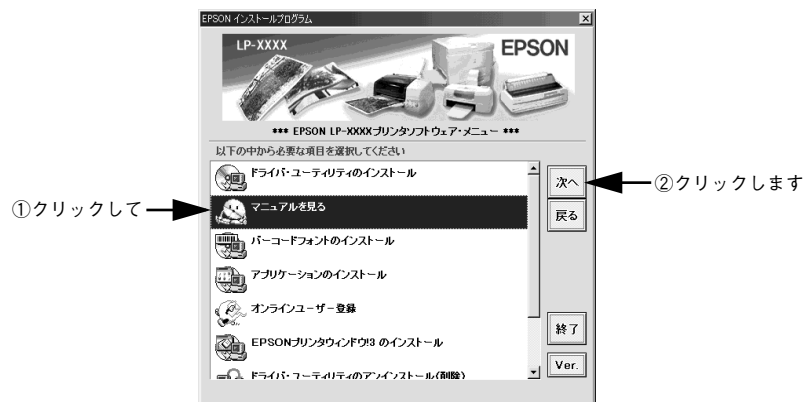 EPSON インストールプログラム
LP-XXXX
EPSON
*** EPSON LP-XXXXプリンタソフトウェア・メニュー ***
以下の中から必要な項目を選択してください
ドライバ・ユーティリティのインストール
次へ
②クリックします
①クリックして
マニュアルを見る
戻る
バーコードフォントのインストール
アプリケーションのインストール
オンラインユーザー登録
終了
EPSONプリンタウィンドウ!3 のインストール
Ver.
ドライバ・ユーティリティのアンインストール(削除)